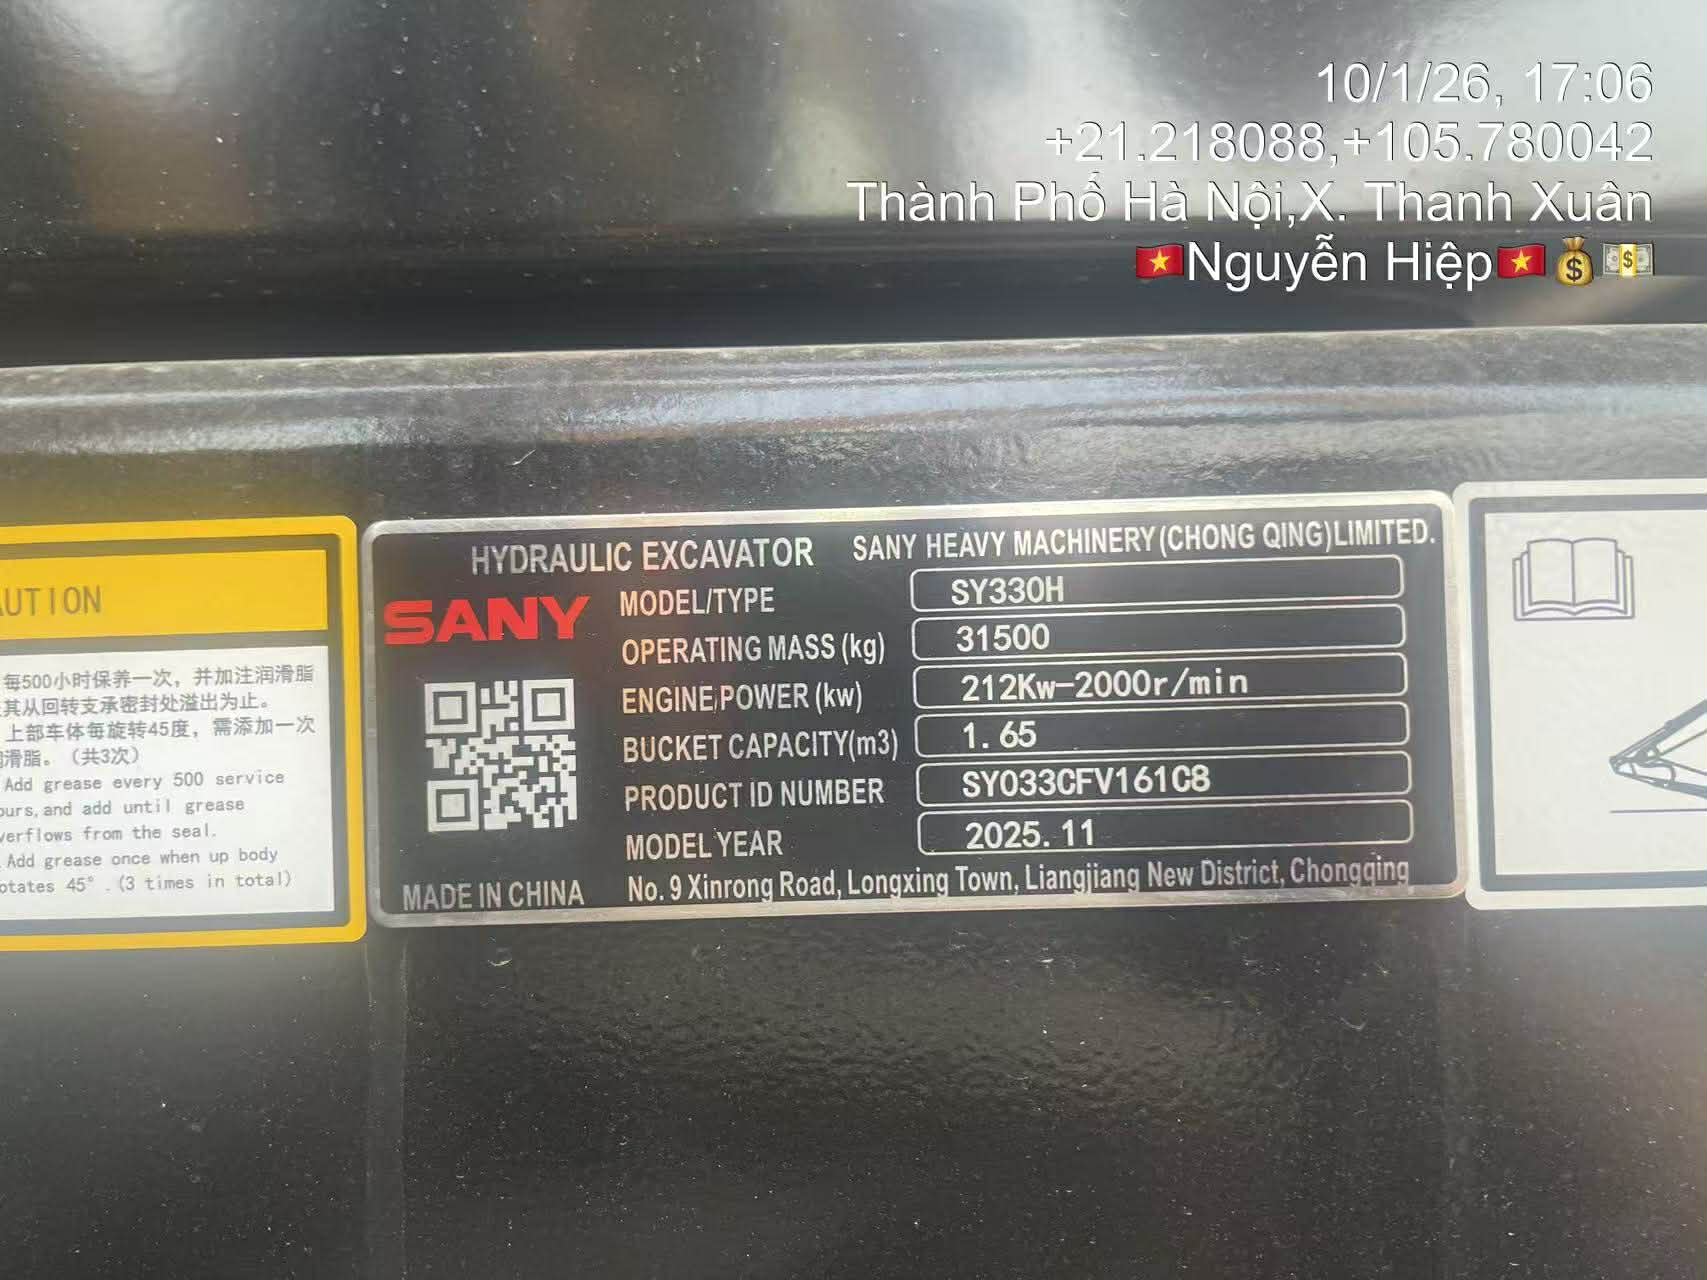 10/1/26, 17:06
+21.218088,+105.780042
Thành Phố Hà Nội,X. Thanh Xuân
🇻🇳Nguyễn Hiệp🇻🇳💰💵
AUTION
每500小时保养一次，并加注润滑脂
其从回转支承密封处溢出为止。
上部车体每旋转45度，需添加一次
滑脂。（共3次）
Add grease every 500 service
ours,and add until grease
verflows from the seal.
.Add grease once when up body
otates 45°.(3 times in total)
HYDRAULIC EXCAVATOR SANY HEAVY MACHINERY(CHONG QING)LIMITED.
SANY
MODEL/TYPE SY330H
OPERATING MASS (kg) 31500
ENGINE POWER (kw) 212Kw-2000r/min
BUCKET CAPACITY(m3) 1.65
PRODUCT ID NUMBER SY033CFV161C8
MODEL YEAR 2025.11
MADE IN CHINA No. 9 Xinrong Road, Longxing Town, Liangjiang New District, Chongqing